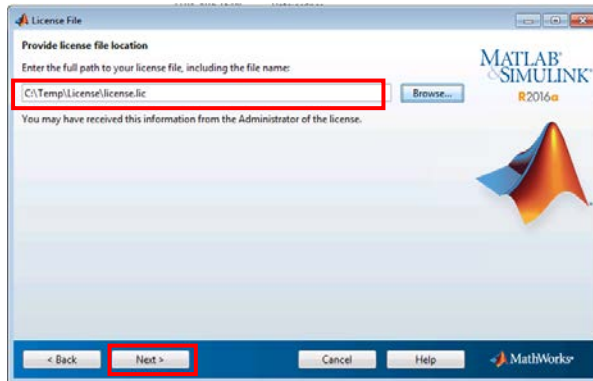 License File
Provide license file location
Enter the full path to your license file, including the file name:
C:\Temp\License\license.lic
Browse...
You may have received this information from the Administrator of the license.
MATLAB®
SIMULINK®
R2016a
< Back
Next >
Cancel
Help
MathWorks®